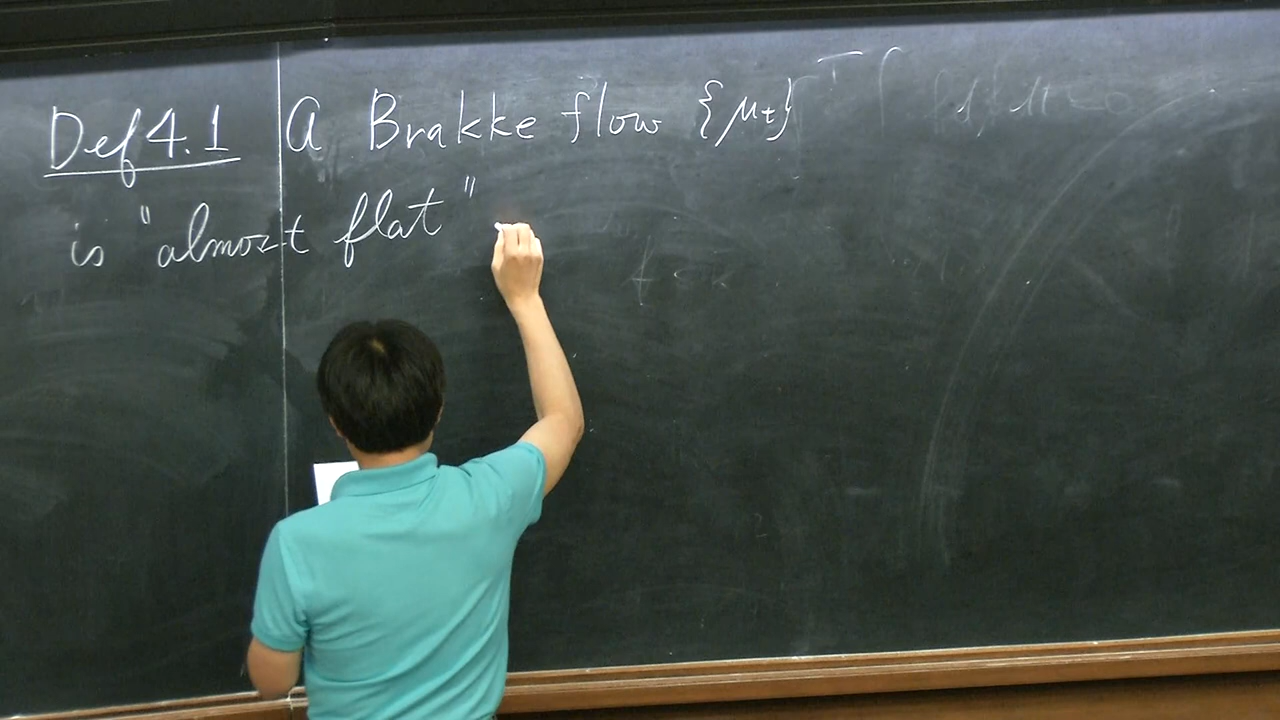 Def 4.1 A Brakke flow {μt}
is "almost flat"